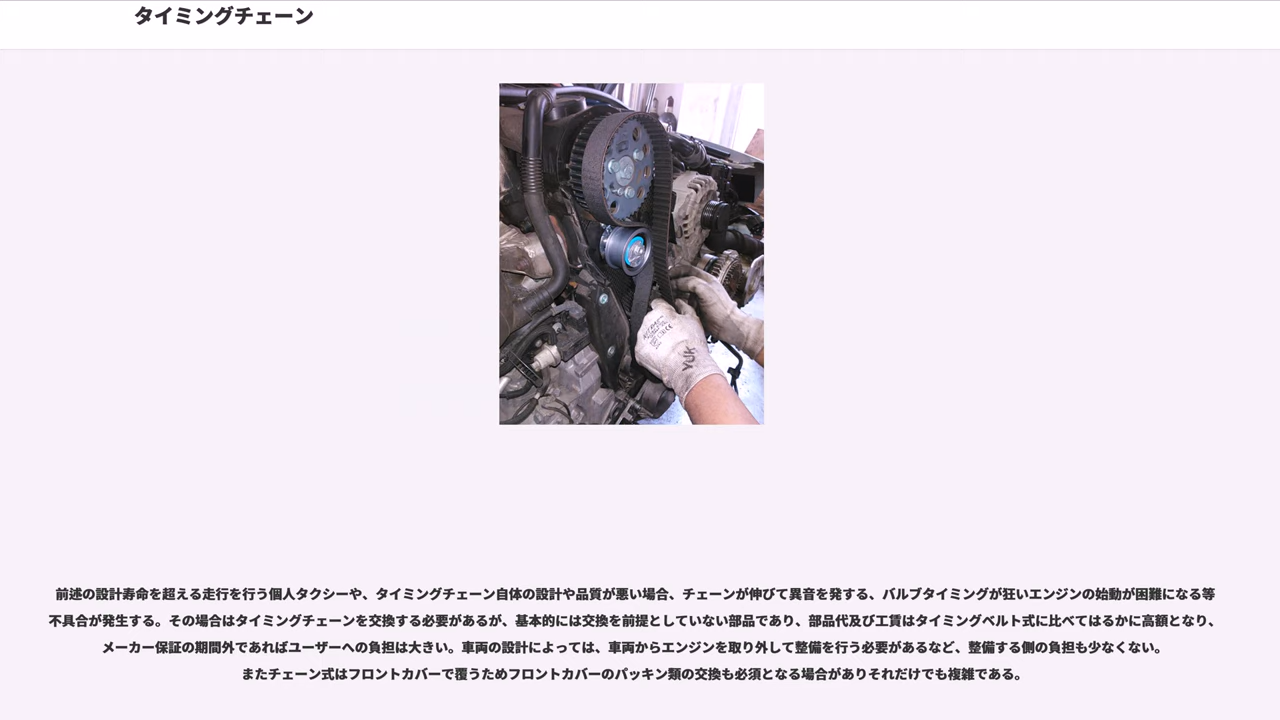 タイミングチェーン
YUK
前述の設計寿命を超える走行を行う個人タクシーや、タイミングチェーン自体の設計や品質が悪い場合、チェーンが伸びて異音を発する、バルブタイミングが狂いエンジンの始動が困難になる等
不具合が発生する。その場合はタイミングチェーンを交換する必要があるが、基本的には交換を前提としていない部品であり、部品代及び工賃はタイミングベルト式に比べてはるかに高額となり、
メーカー保証の期間外であればユーザーへの負担は大きい。車両の設計によっては、車両からエンジンを取り外して整備を行う必要があるなど、整備する側の負担も少なくない。
またチェーン式はフロントカバーで覆うためフロントカバーのパッキン類の交換も必須となる場合がありそれだけでも複雑である。